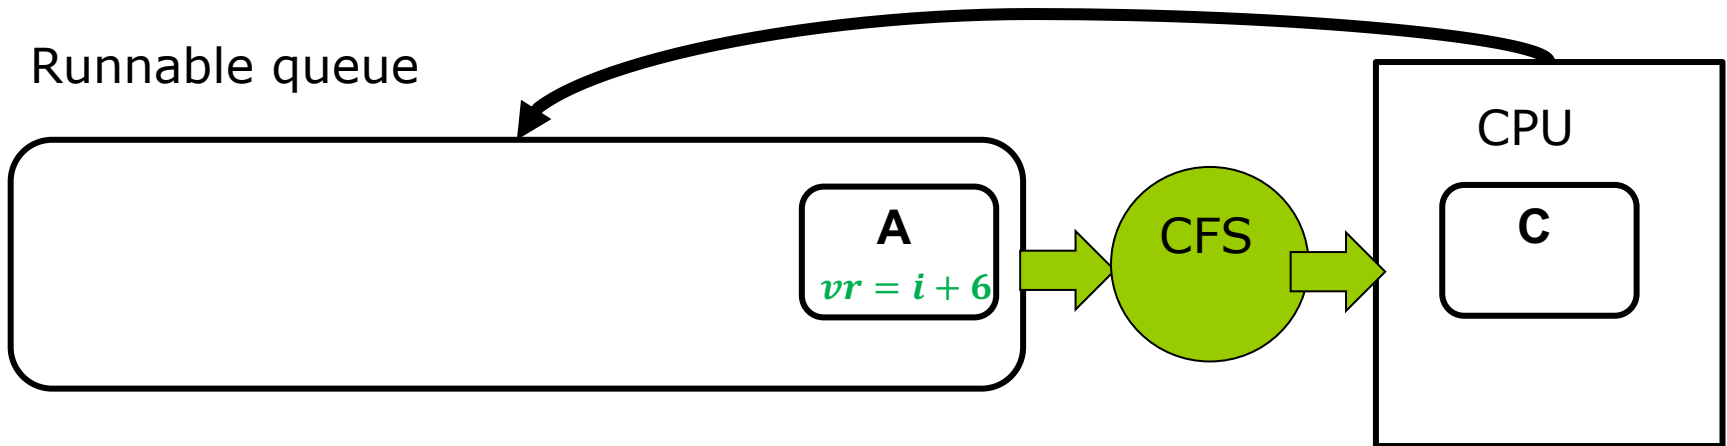 Runnable queue
CPU
A
vr = i + 6
CFS
C